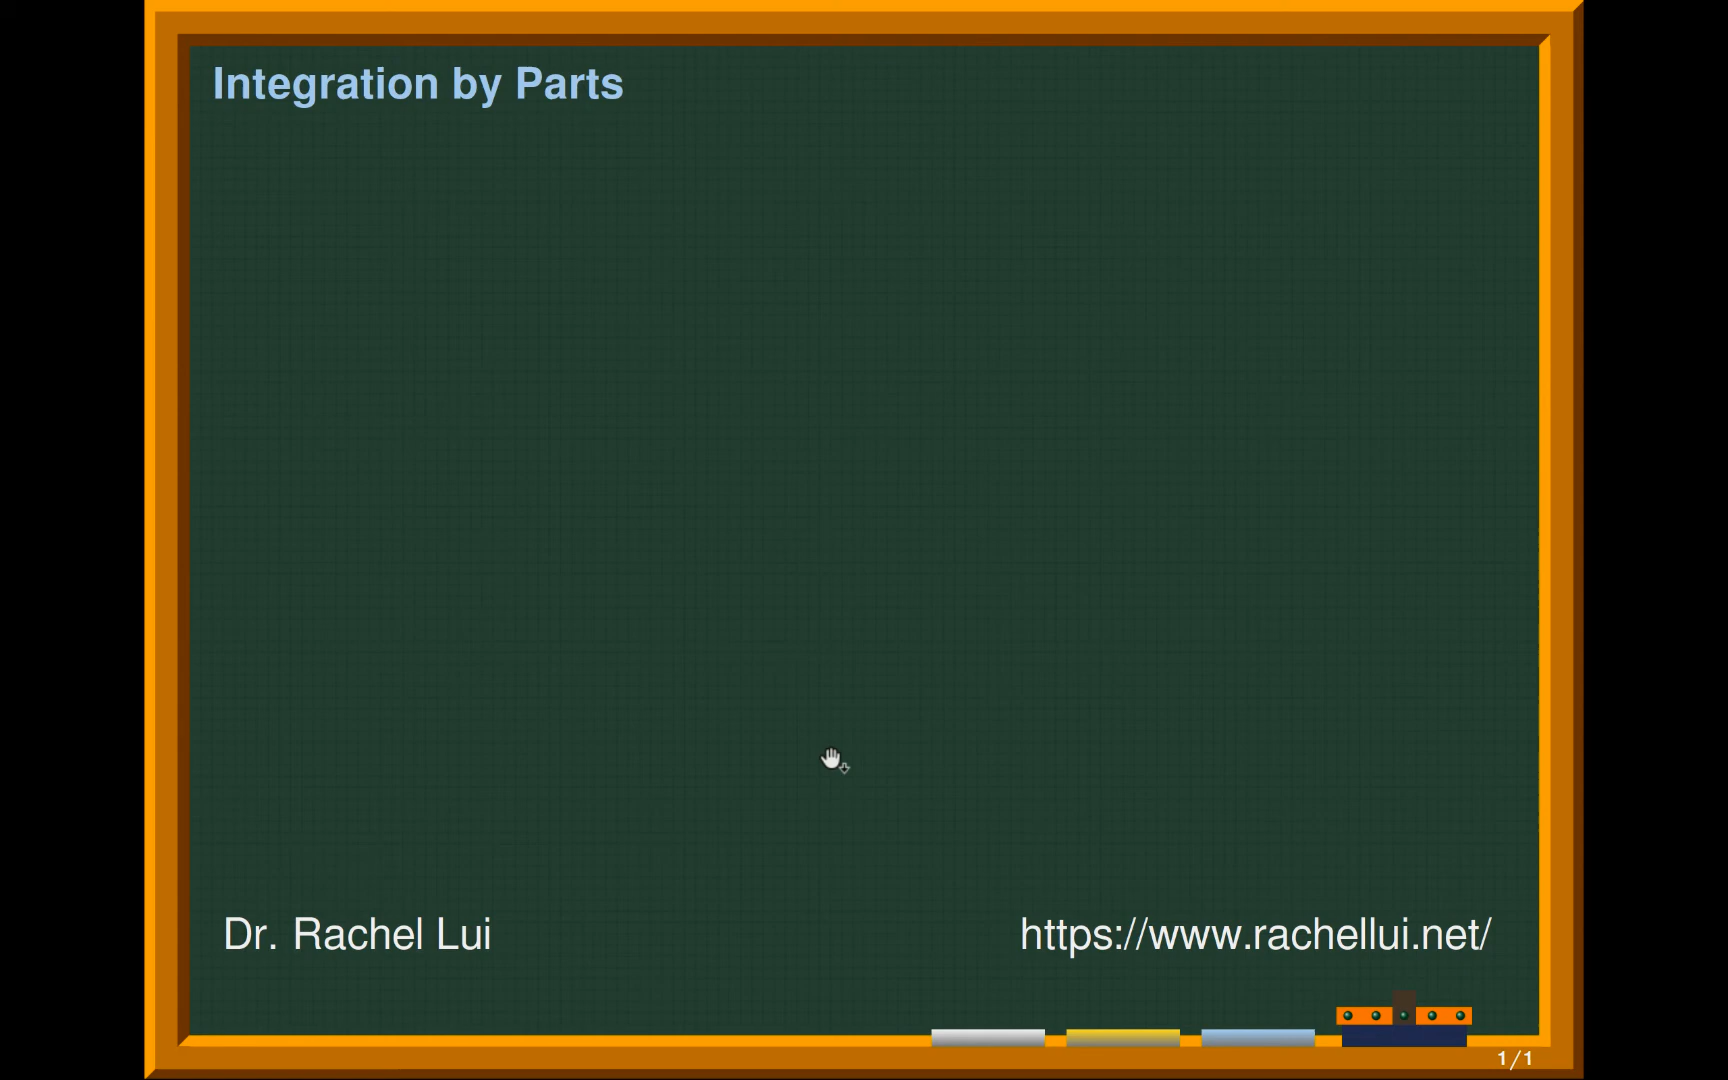 Integration by Parts
Dr. Rachel Lui
https://www.rachellui.net/
1/1